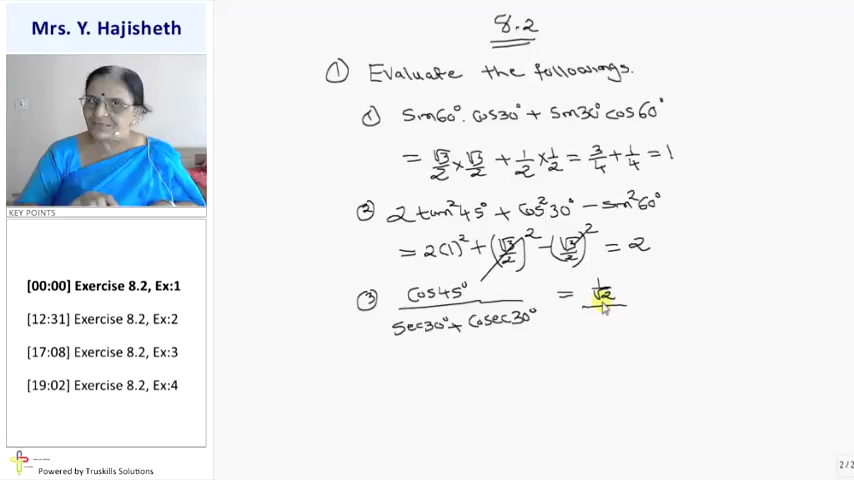 Mrs. Y. Hajisheth
KEY POINTS
[00:00] Exercise 8.2, Ex:1
[12:31] Exercise 8.2, Ex:2
[17:08] Exercise 8.2, Ex:3
[19:02] Exercise 8.2, Ex:4
Powered by Truskills Solutions
8.2
① Evaluate the followings.
① sin60°. cos30° + sin30° cos60°
= √3/2 × √3/2 + 1/2 × 1/2 = 3/4 + 1/4 = 1
② 2 tan²45° + cos²30° − sin²60°
= 2(1)² + (√3/2)² − (√3/2)² = 2
③ cos45° / sec30° + cosec30° = 1/√2
2/2